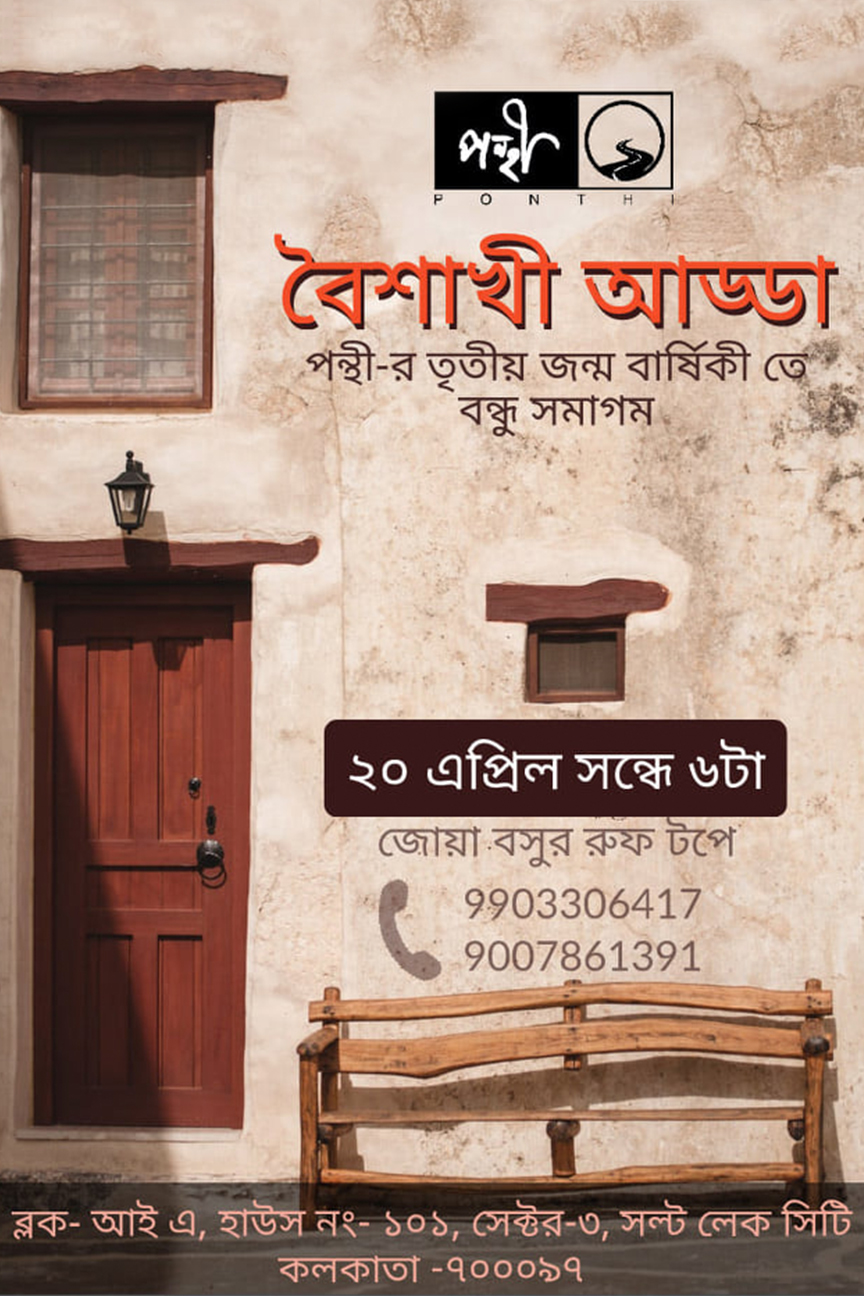 পন্থী
PONTHI
বৈশাখী আড্ডা
পন্থী-র তৃতীয় জন্ম বার্ষিকী তে
বন্ধু সমাগম
২০ এপ্রিল সন্ধে ৬টা
জোয়া বসুর রুফ টপে
9903306417
9007861391
ব্লক- আই এ, হাউস নং- ১০১, সেক্টর-৩, সল্ট লেক সিটি
কলকাতা -৭০০০৯৭